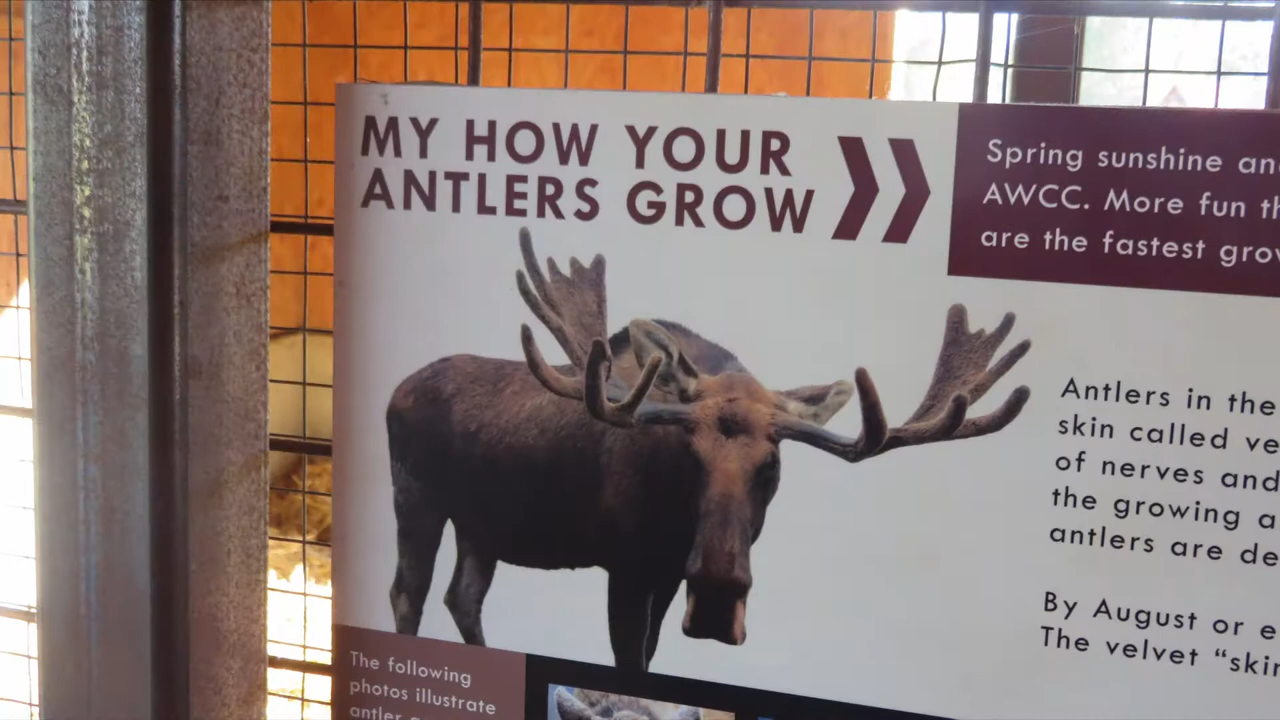 MY HOW YOUR
ANTLERS GROW
Spring sunshine an
AWCC. More fun th
are the fastest grov
Antlers in the
skin called ve
of nerves and
the growing a
antlers are de
By August or e
The velvet “skin
The following
photos illustrate
antler